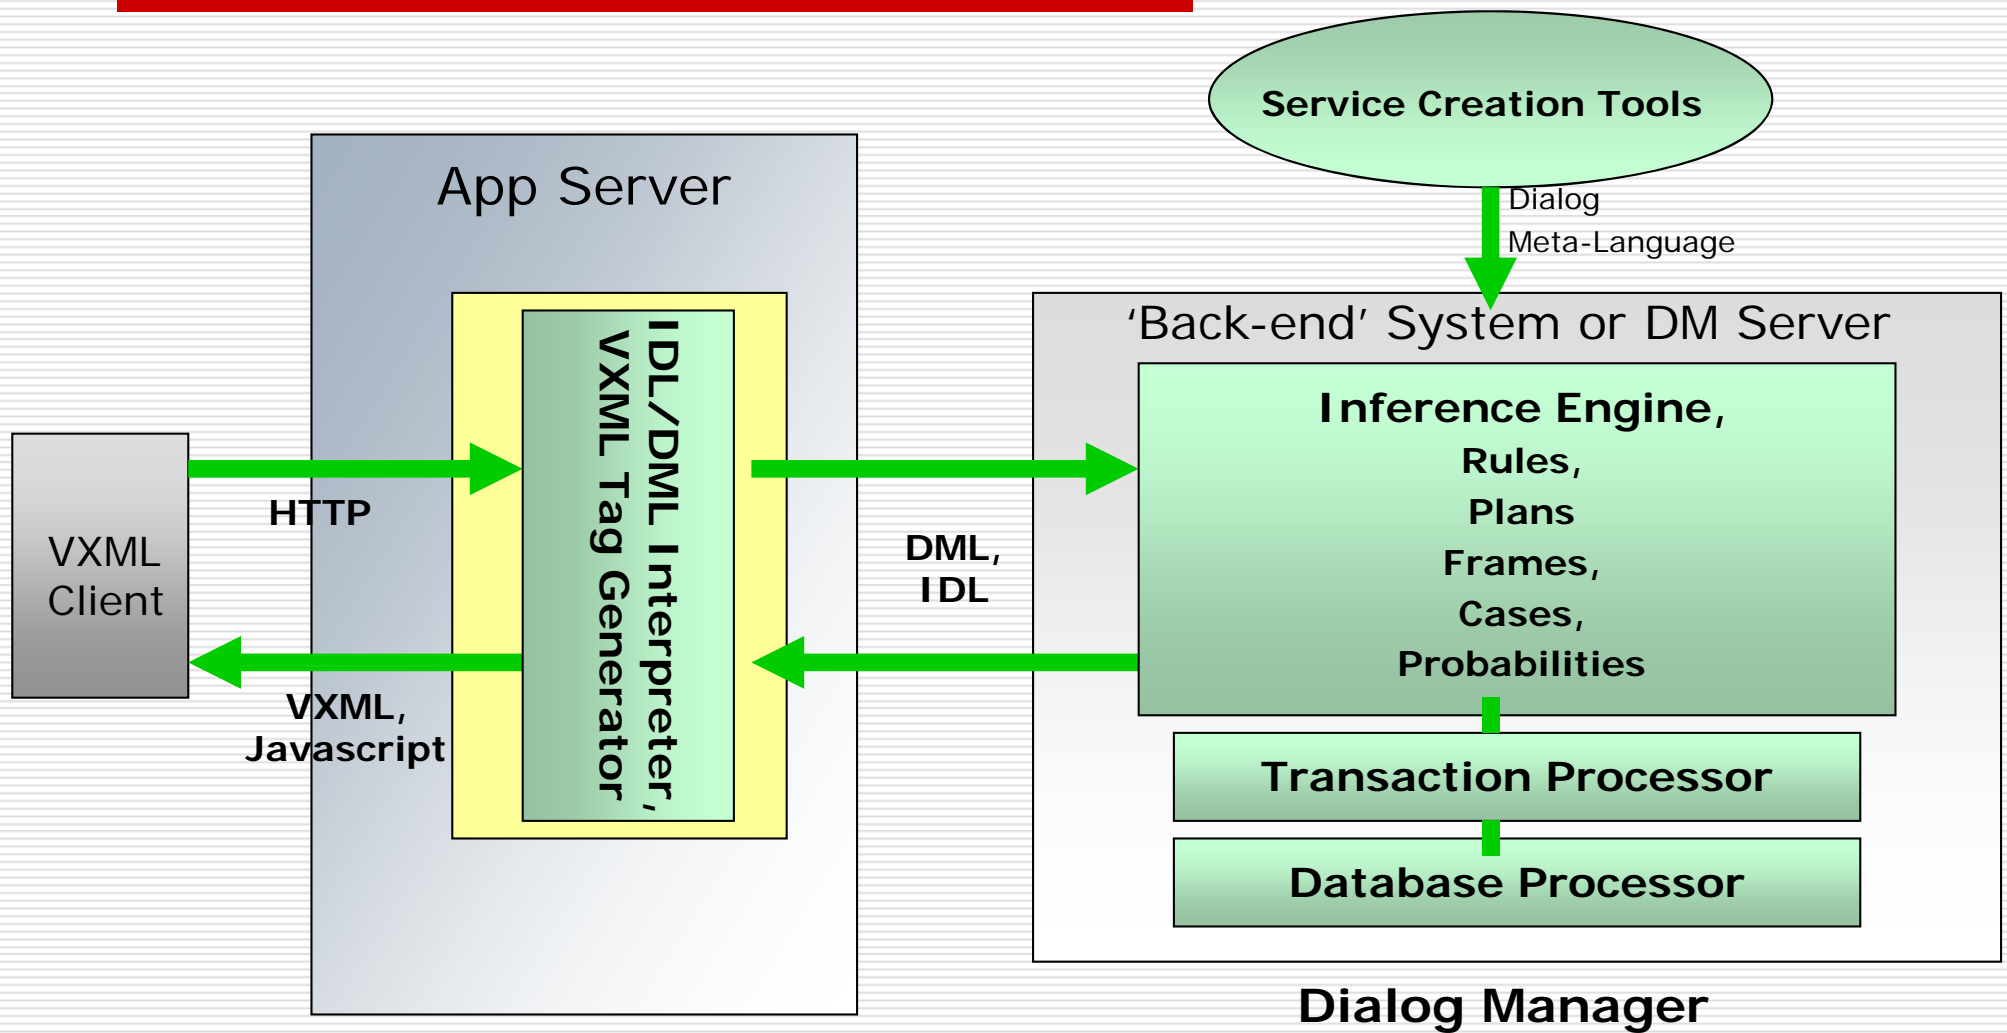 Service Creation Tools
Dialog
Meta-Language
App Server
'Back-end' System or DM Server
IDL/DML Interpreter,
VXML Tag Generator
Inference Engine,
Rules,
Plans
Frames,
Cases,
Probabilities
HTTP
VXML
Client
DML,
IDL
VXML,
Javascript
Transaction Processor
Database Processor
Dialog Manager